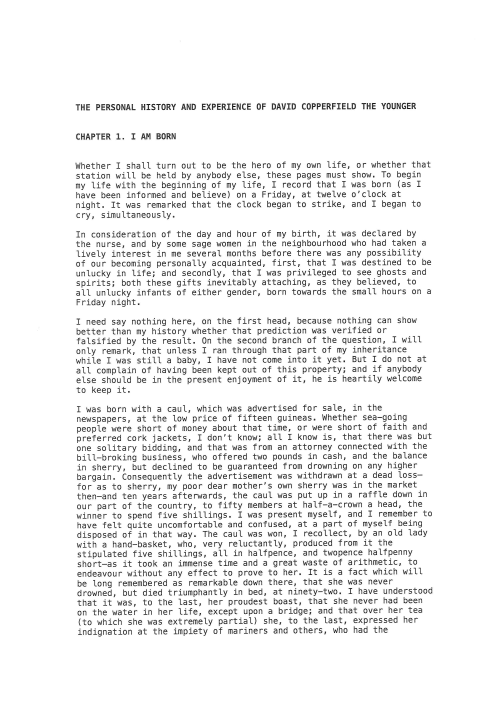 THE PERSONAL HISTORY AND EXPERIENCE OF DAVID COPPERFIELD THE YOUNGER
CHAPTER 1. I AM BORN
Whether I shall turn out to be the hero of my own life, or whether that
station will be held by anybody else, these pages must show. To begin
my life with the beginning of my life, I record that I was born (as I
have been informed and believe) on a Friday, at twelve o'clock at
night. It was remarked that the clock began to strike, and I began to
cry, simultaneously.
In consideration of the day and hour of my birth, it was declared by
the nurse, and by some sage women in the neighbourhood who had taken a
lively interest in me several months before there was any possibility
of our becoming personally acquainted, first, that I was destined to be
unlucky in life; and secondly, that I was privileged to see ghosts and
spirits; both these gifts inevitably attaching, as they believed, to
all unlucky infants of either gender, born towards the small hours on a
Friday night.
I need say nothing here, on the first head, because nothing can show
better than my history whether that prediction was verified or
falsified by the result. On the second branch of the question, I will
only remark, that unless I ran through that part of my inheritance
while I was still a baby, I have not come into it yet. But I do not at
all complain of having been kept out of this property; and if anybody
else should be in the present enjoyment of it, he is heartily welcome
to keep it.
I was born with a caul, which was advertised for sale, in the
newspapers, at the low price of fifteen guineas. Whether sea-going
people were short of money about that time, or were short of faith and
preferred cork jackets, I don't know; all I know is, that there was but
one solitary bidding, and that was from an attorney connected with the
bill-broking business, who offered two pounds in cash, and the balance
in sherry, but declined to be guaranteed from drowning on any higher
bargain. Consequently the advertisement was withdrawn at a dead loss—
for as to sherry, my poor dear mother's own sherry was in the market
then—and ten years afterwards, the caul was put up in a raffle down in
our part of the country, to fifty members at half-a-crown a head, the
winner to spend five shillings. I was present myself, and I remember to
have felt quite uncomfortable and confused, at a part of myself being
disposed of in that way. The caul was won, I recollect, by an old lady
with a hand-basket, who, very reluctantly, produced from it the
stipulated five shillings, all in halfpence, and twopence halfpenny
short—as it took an immense time and a great waste of arithmetic, to
endeavour without any effect to prove to her. It is a fact which will
be long remembered as remarkable down there, that she was never
drowned, but died triumphantly in bed, at ninety-two. I have understood
that it was, to the last, her proudest boast, that she never had been
on the water in her life, except upon a bridge; and that over her tea
(to which she was extremely partial) she, to the last, expressed her
indignation at the impiety of mariners and others, who had the